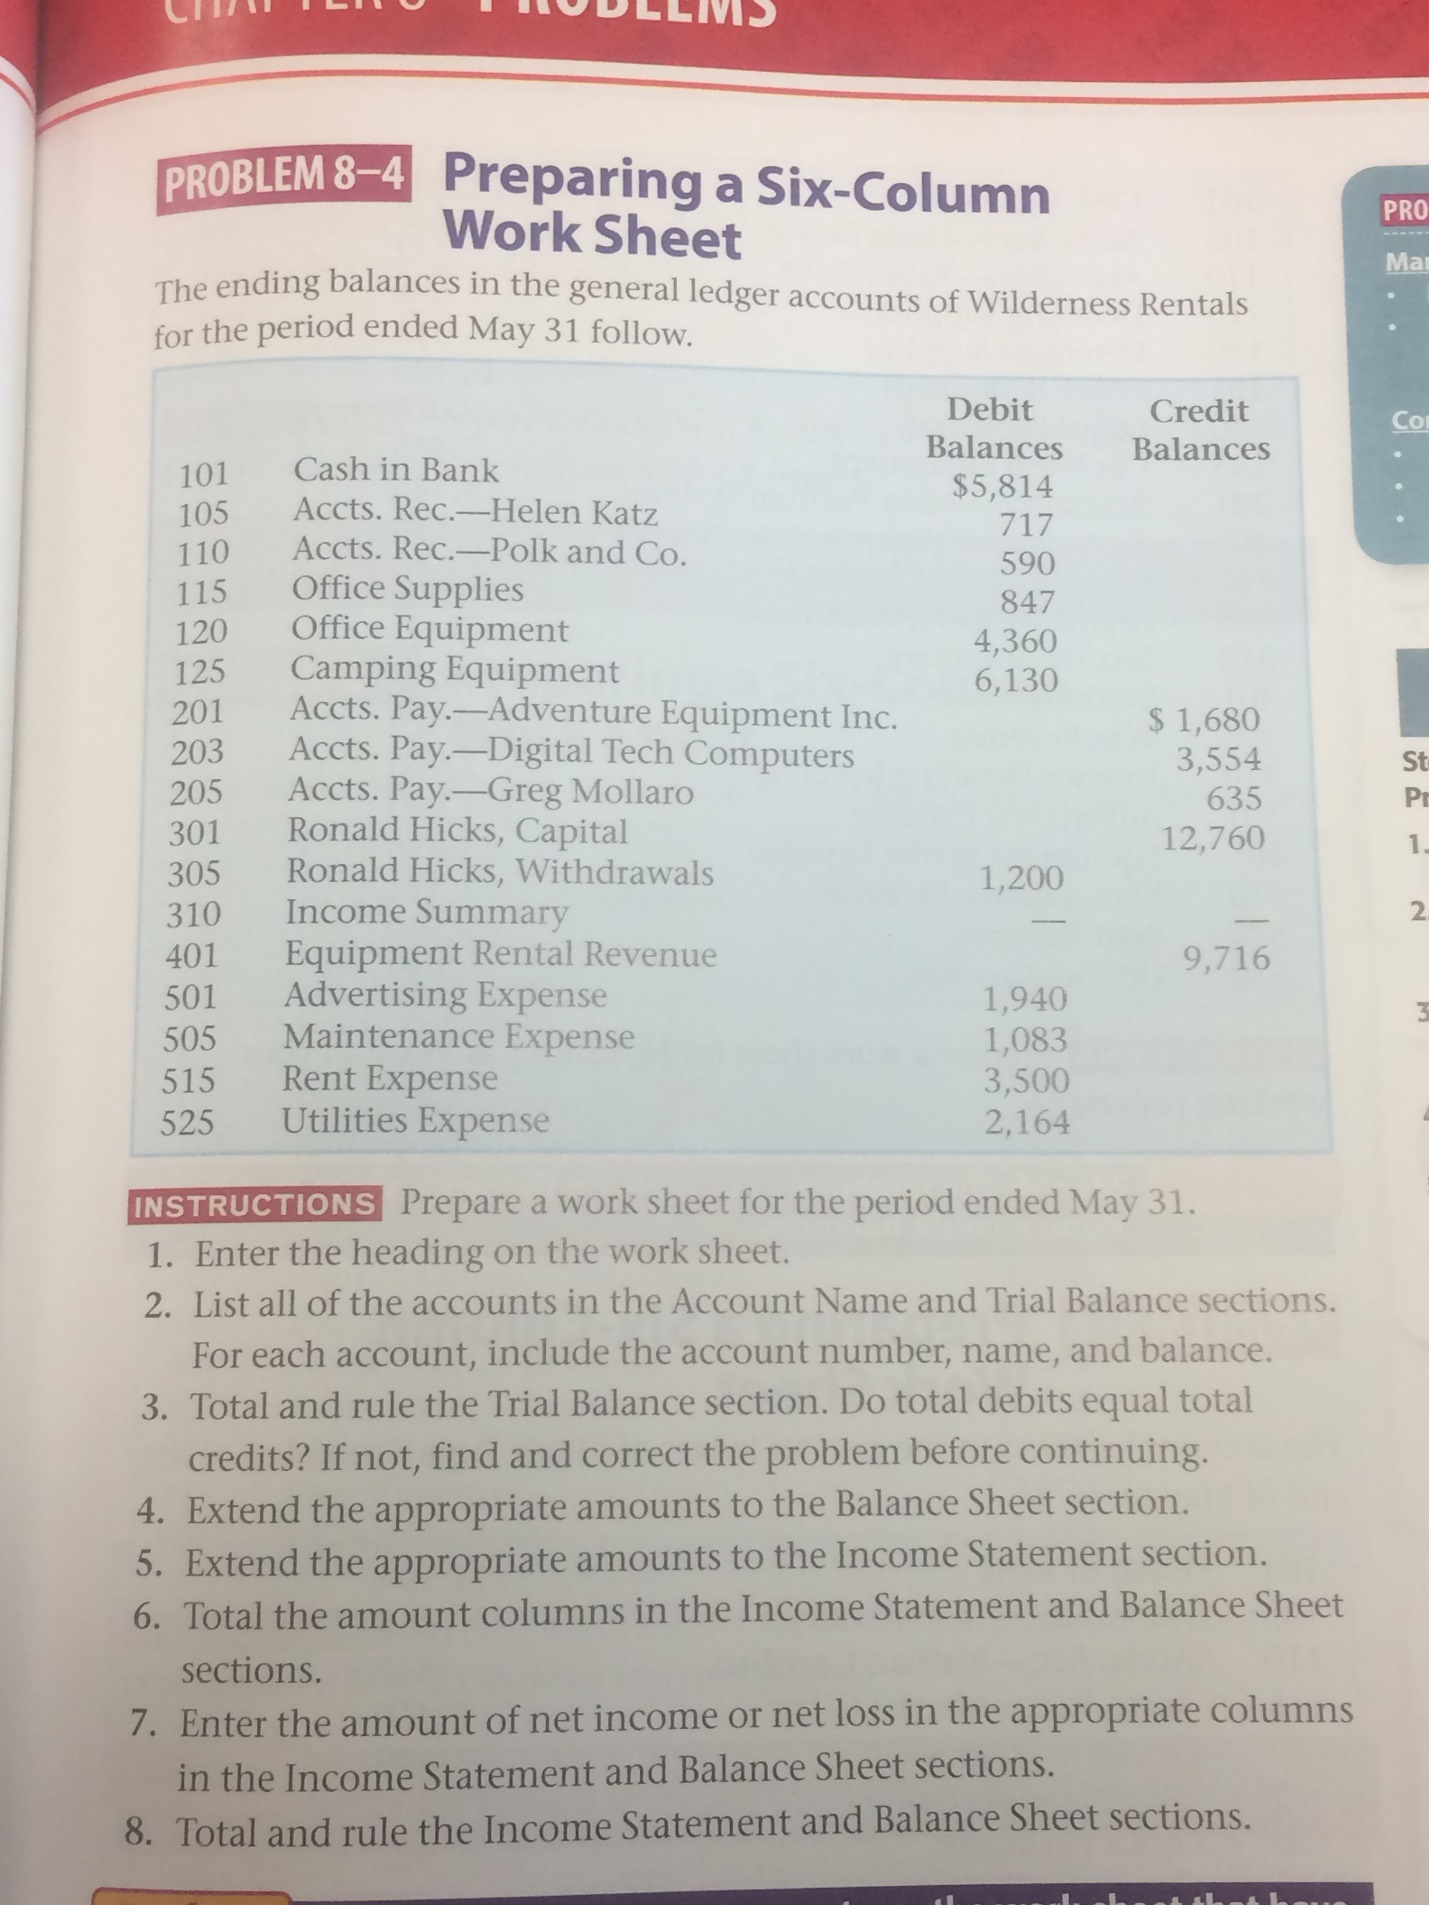 PROBLEMS
PROBLEM 8–4 Preparing a Six-Column
Work Sheet
The ending balances in the general ledger accounts of Wilderness Rentals
for the period ended May 31 follow.
Debit Credit
Balances Balances
101 Cash in Bank $5,814
105 Accts. Rec.—Helen Katz 717
110 Accts. Rec.—Polk and Co. 590
115 Office Supplies 847
120 Office Equipment 4,360
125 Camping Equipment 6,130
201 Accts. Pay.—Adventure Equipment Inc. $ 1,680
203 Accts. Pay.—Digital Tech Computers 3,554
205 Accts. Pay.—Greg Mollaro 635
301 Ronald Hicks, Capital 12,760
305 Ronald Hicks, Withdrawals 1,200
310 Income Summary — —
401 Equipment Rental Revenue 9,716
501 Advertising Expense 1,940
505 Maintenance Expense 1,083
515 Rent Expense 3,500
525 Utilities Expense 2,164
INSTRUCTIONS Prepare a work sheet for the period ended May 31.
1. Enter the heading on the work sheet.
2. List all of the accounts in the Account Name and Trial Balance sections.
For each account, include the account number, name, and balance.
3. Total and rule the Trial Balance section. Do total debits equal total
credits? If not, find and correct the problem before continuing.
4. Extend the appropriate amounts to the Balance Sheet section.
5. Extend the appropriate amounts to the Income Statement section.
6. Total the amount columns in the Income Statement and Balance Sheet
sections.
7. Enter the amount of net income or net loss in the appropriate columns
in the Income Statement and Balance Sheet sections.
8. Total and rule the Income Statement and Balance Sheet sections.
PRO
Mar
Co
St
Pr
1.
2.
3